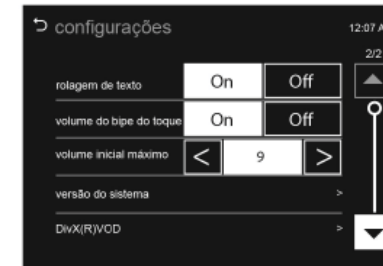 configurações 12:07 A
2/2
rolagem de texto On Off
volume do bipe do toque On Off
volume inicial máximo < 9 >
versão do sistema >
DivX(R)VOD >